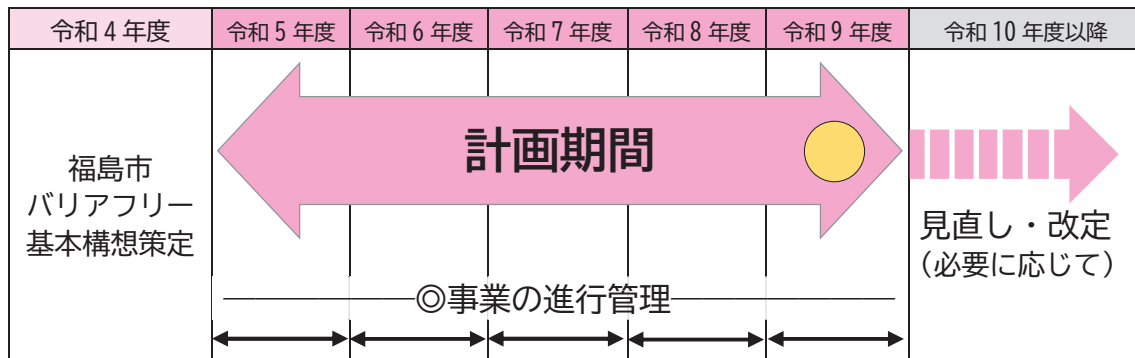 令和4年度 令和5年度 令和6年度 令和7年度 令和8年度 令和9年度 令和10年度以降
計画期間
福島市
バリアフリー
基本構想策定
見直し・改定
（必要に応じて）
◎事業の進行管理